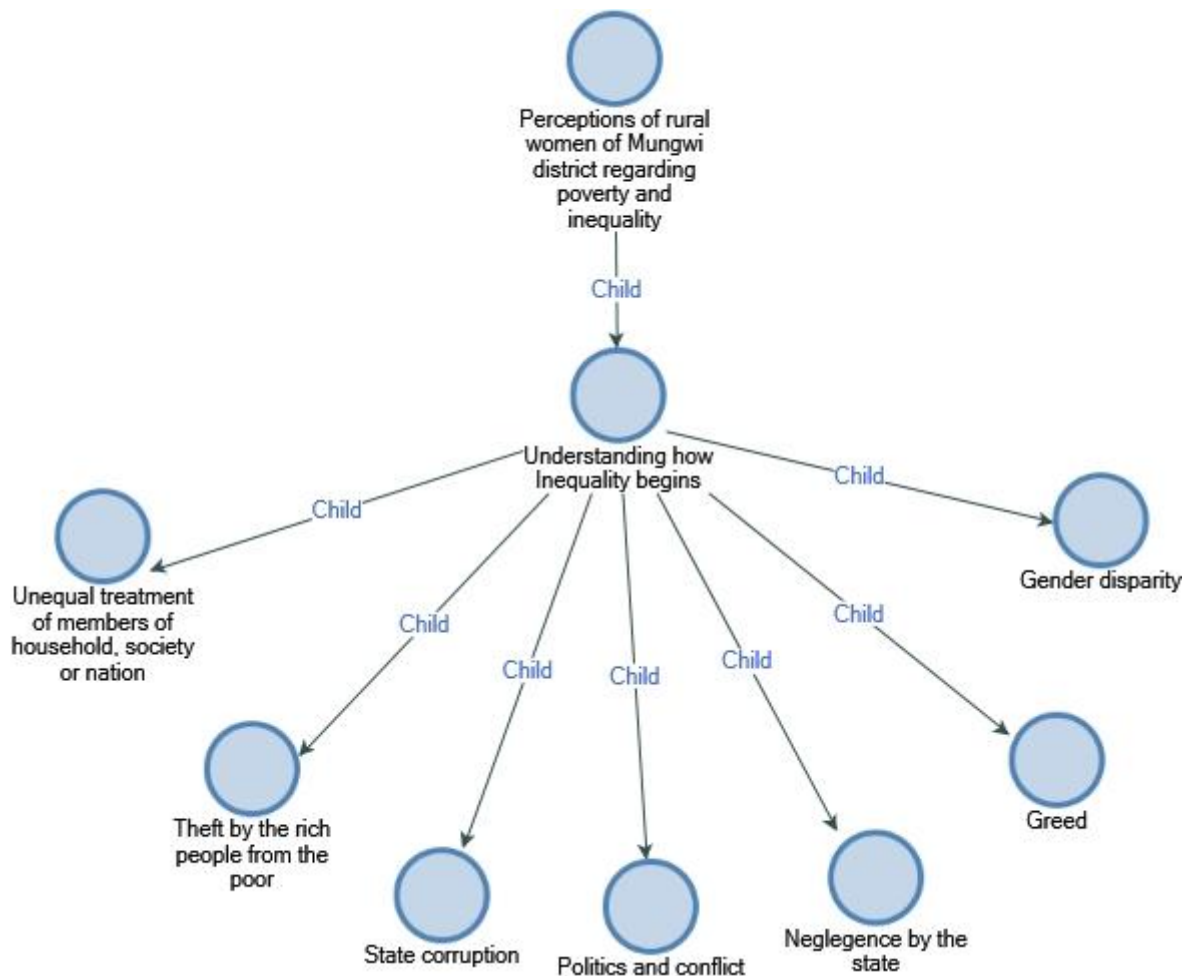 Perceptions of rural
women of Mungwi
district regarding
poverty and
inequality
Child
Understanding how
Inequality begins
Child
Child
Child
Child
Child
Child
Child
Unequal treatment
of members of
household, society
or nation
Gender disparity
Theft by the rich
people from the
poor
Greed
State corruption
Politics and conflict
Neglegence by the
state